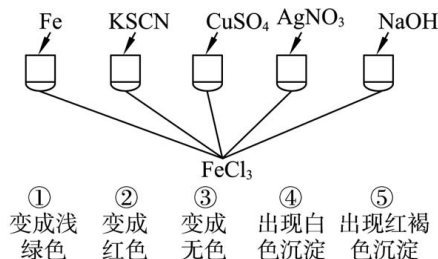 Fe KSCN CuSO₄ AgNO₃ NaOH
FeCl₃
① ② ③ ④ ⑤
变成浅 变成 变成 出现白 出现红褐
绿色 红色 无色 色沉淀 色沉淀